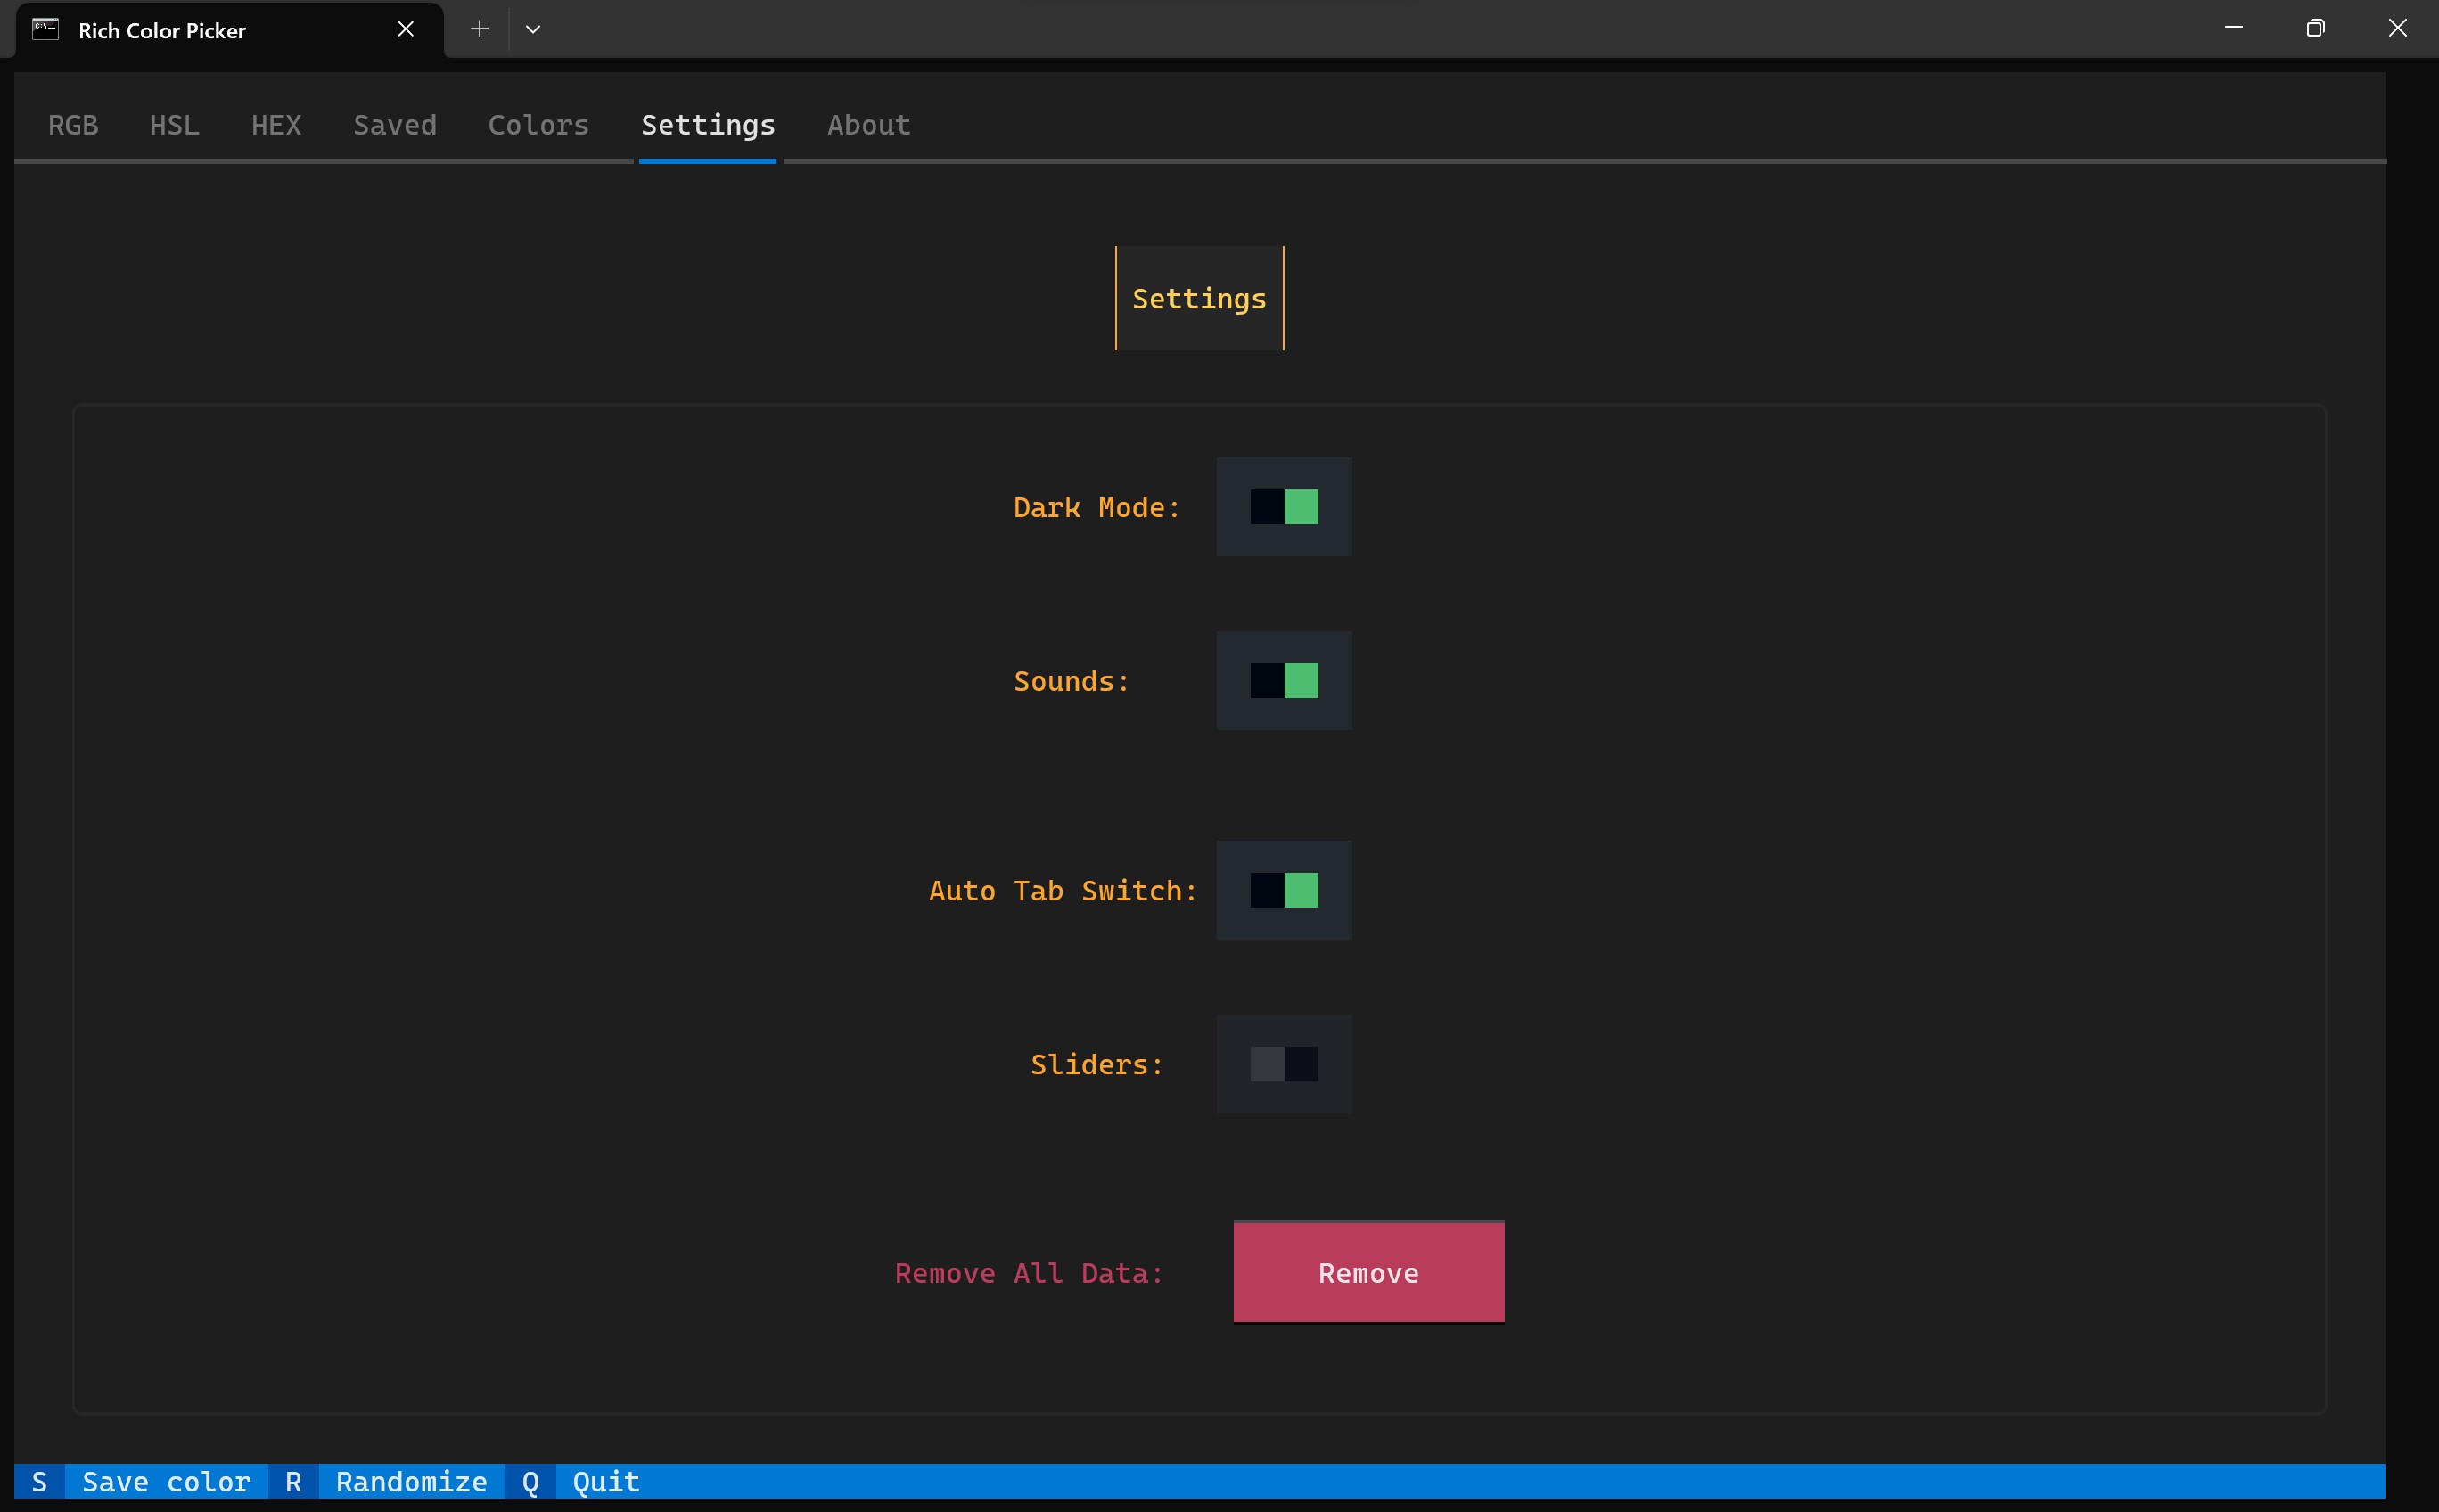 Rich Color Picker
RGB HSL HEX Saved Colors Settings About
Settings
Dark Mode:
Sounds:
Auto Tab Switch:
Sliders:
Remove All Data: Remove
S Save color R Randomize Q Quit